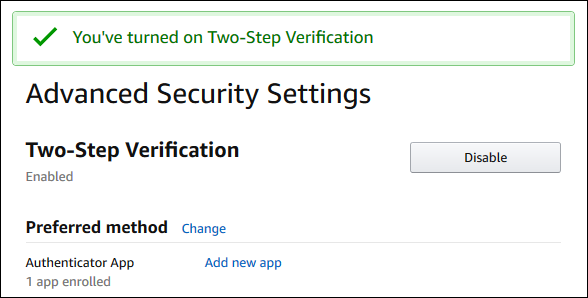 You've turned on Two-Step Verification
Advanced Security Settings
Two-Step Verification
Disable
Enabled
Preferred method Change
Authenticator App Add new app
1 app enrolled